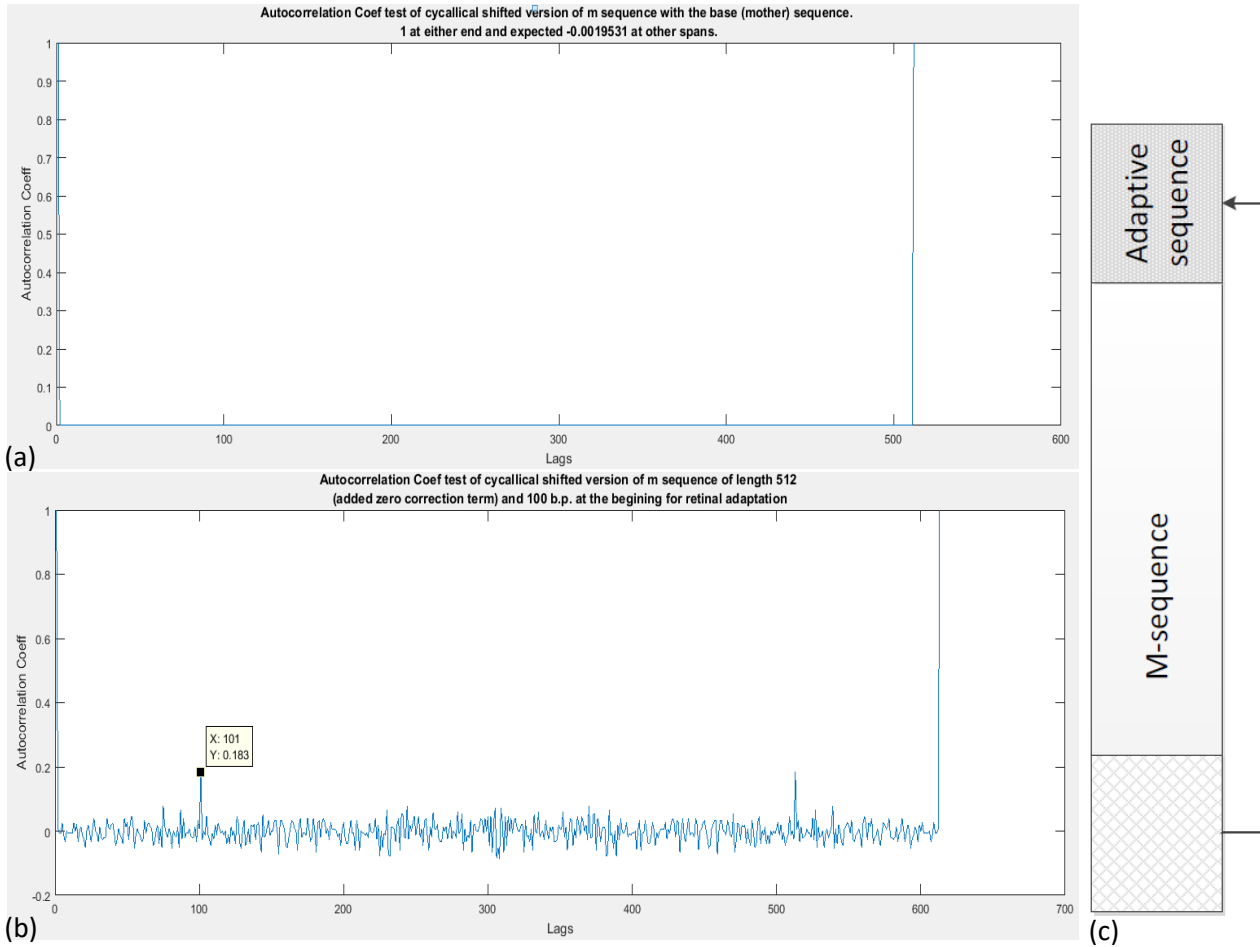 Autocorrelation Coef test of cycallical shifted version of m sequence with the base (mother) sequence.
1 at either end and expected -0.0019531 at other spans.
1
0.9
0.8
0.7
0.6
0.5
0.4
0.3
0.2
0.1
0
Autocorrelation Coeff
0
100
200
300
400
500
600
Lags
(a)
Autocorrelation Coef test of cycallical shifted version of m sequence of length 512
(added zero correction term) and 100 b.p. at the begining for retinal adaptation
1
0.8
0.6
0.4
0.2
0
-0.2
Autocorrelation Coeff
X: 101
Y: 0.183
0
100
200
300
400
500
600
700
Lags
(b)
Adaptive
sequence
M-sequence
(c)